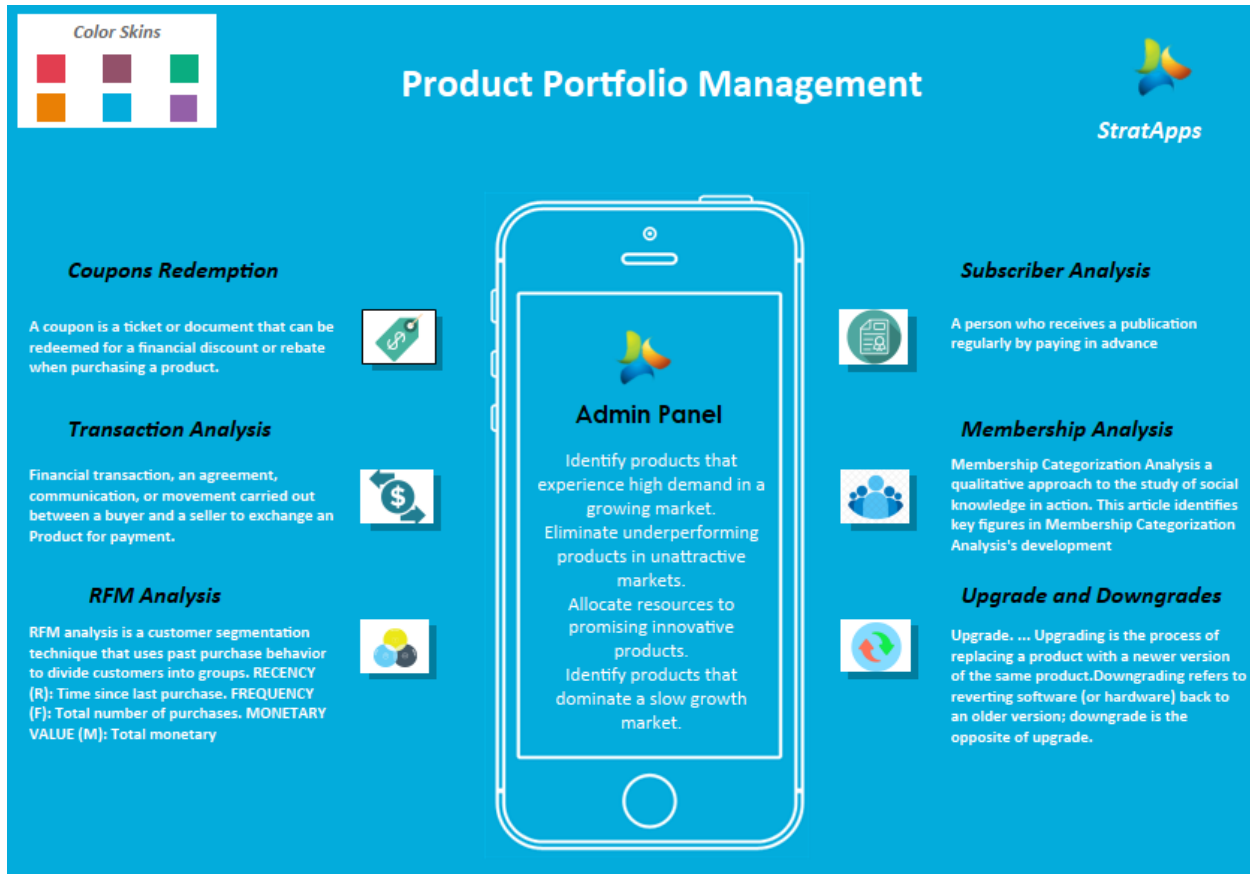 Color Skins
Product Portfolio Management
StratApps
Coupons Redemption
A coupon is a ticket or document that can be
redeemed for a financial discount or rebate
when purchasing a product.
Transaction Analysis
Financial transaction, an agreement,
communication, or movement carried out
between a buyer and a seller to exchange an
Product for payment.
RFM Analysis
RFM analysis is a customer segmentation
technique that uses past purchase behavior
to divide customers into groups. RECENCY
(R): Time since last purchase. FREQUENCY
(F): Total number of purchases. MONETARY
VALUE (M): Total monetary
Admin Panel
Identify products that
experience high demand in a
growing market.
Eliminate underperforming
products in unattractive
markets.
Allocate resources to
promising innovative
products.
Identify products that
dominate a slow growth
market.
Subscriber Analysis
A person who receives a publication
regularly by paying in advance
Membership Analysis
Membership Categorization Analysis a
qualitative approach to the study of social
knowledge in action. This article identifies
key figures in Membership Categorization
Analysis's development
Upgrade and Downgrades
Upgrade. ... Upgrading is the process of
replacing a product with a newer version
of the same product.Downgrading refers to
reverting software (or hardware) back to
an older version; downgrade is the
opposite of upgrade.